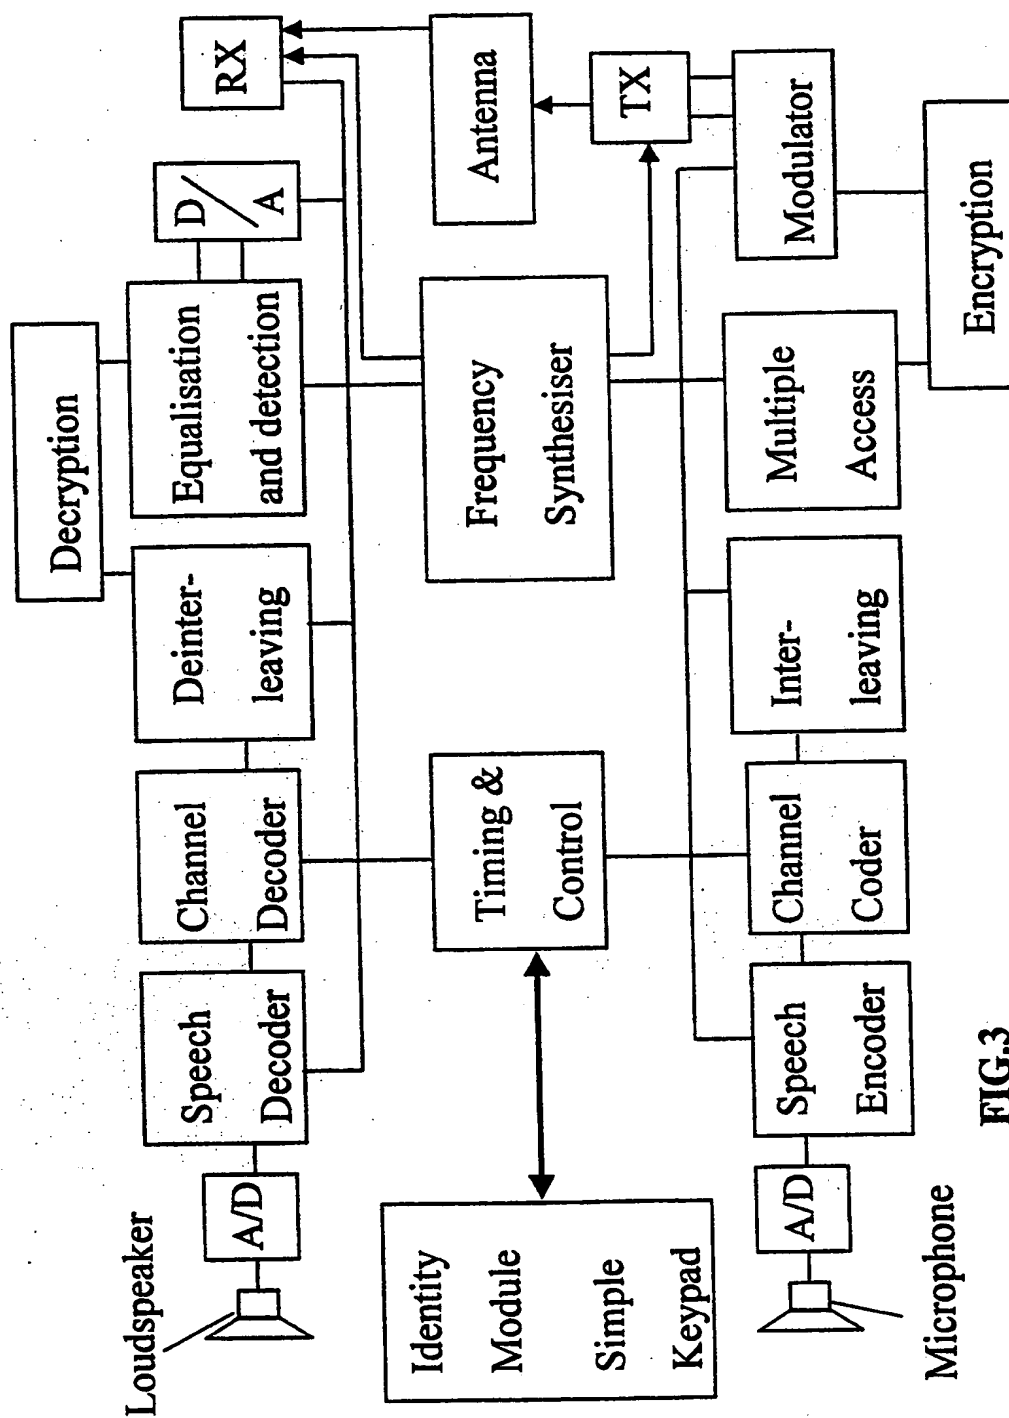 Loudspeaker
A/D
Speech
Decoder
Channel
Decoder
Deinter-
leaving
Decryption
Equalisation
and detection
D/A
RX
Identity
Module
Simple
Keypad
Timing &
Control
Frequency
Synthesiser
Antenna
TX
Microphone
A/D
Speech
Encoder
Channel
Coder
Inter-
leaving
Multiple
Access
Modulator
Encryption
FIG.3